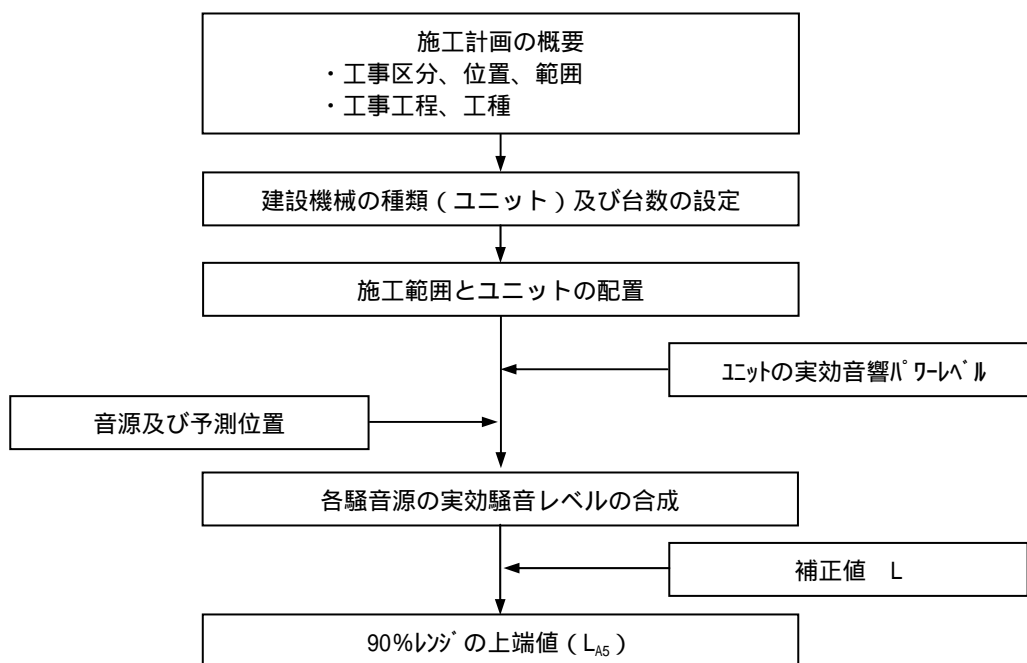 施工計画の概要
・工事区分、位置、範囲
・工事工程、工種
建設機械の種類（ユニット）及び台数の設定
施工範囲とユニットの配置
ﾕﾆｯﾄの実効音響ﾊﾟﾜｰﾚﾍﾞﾙ
音源及び予測位置
各騒音源の実効騒音レベルの合成
補正値　L
90%ﾚﾝｼﾞの上端値（LA5）